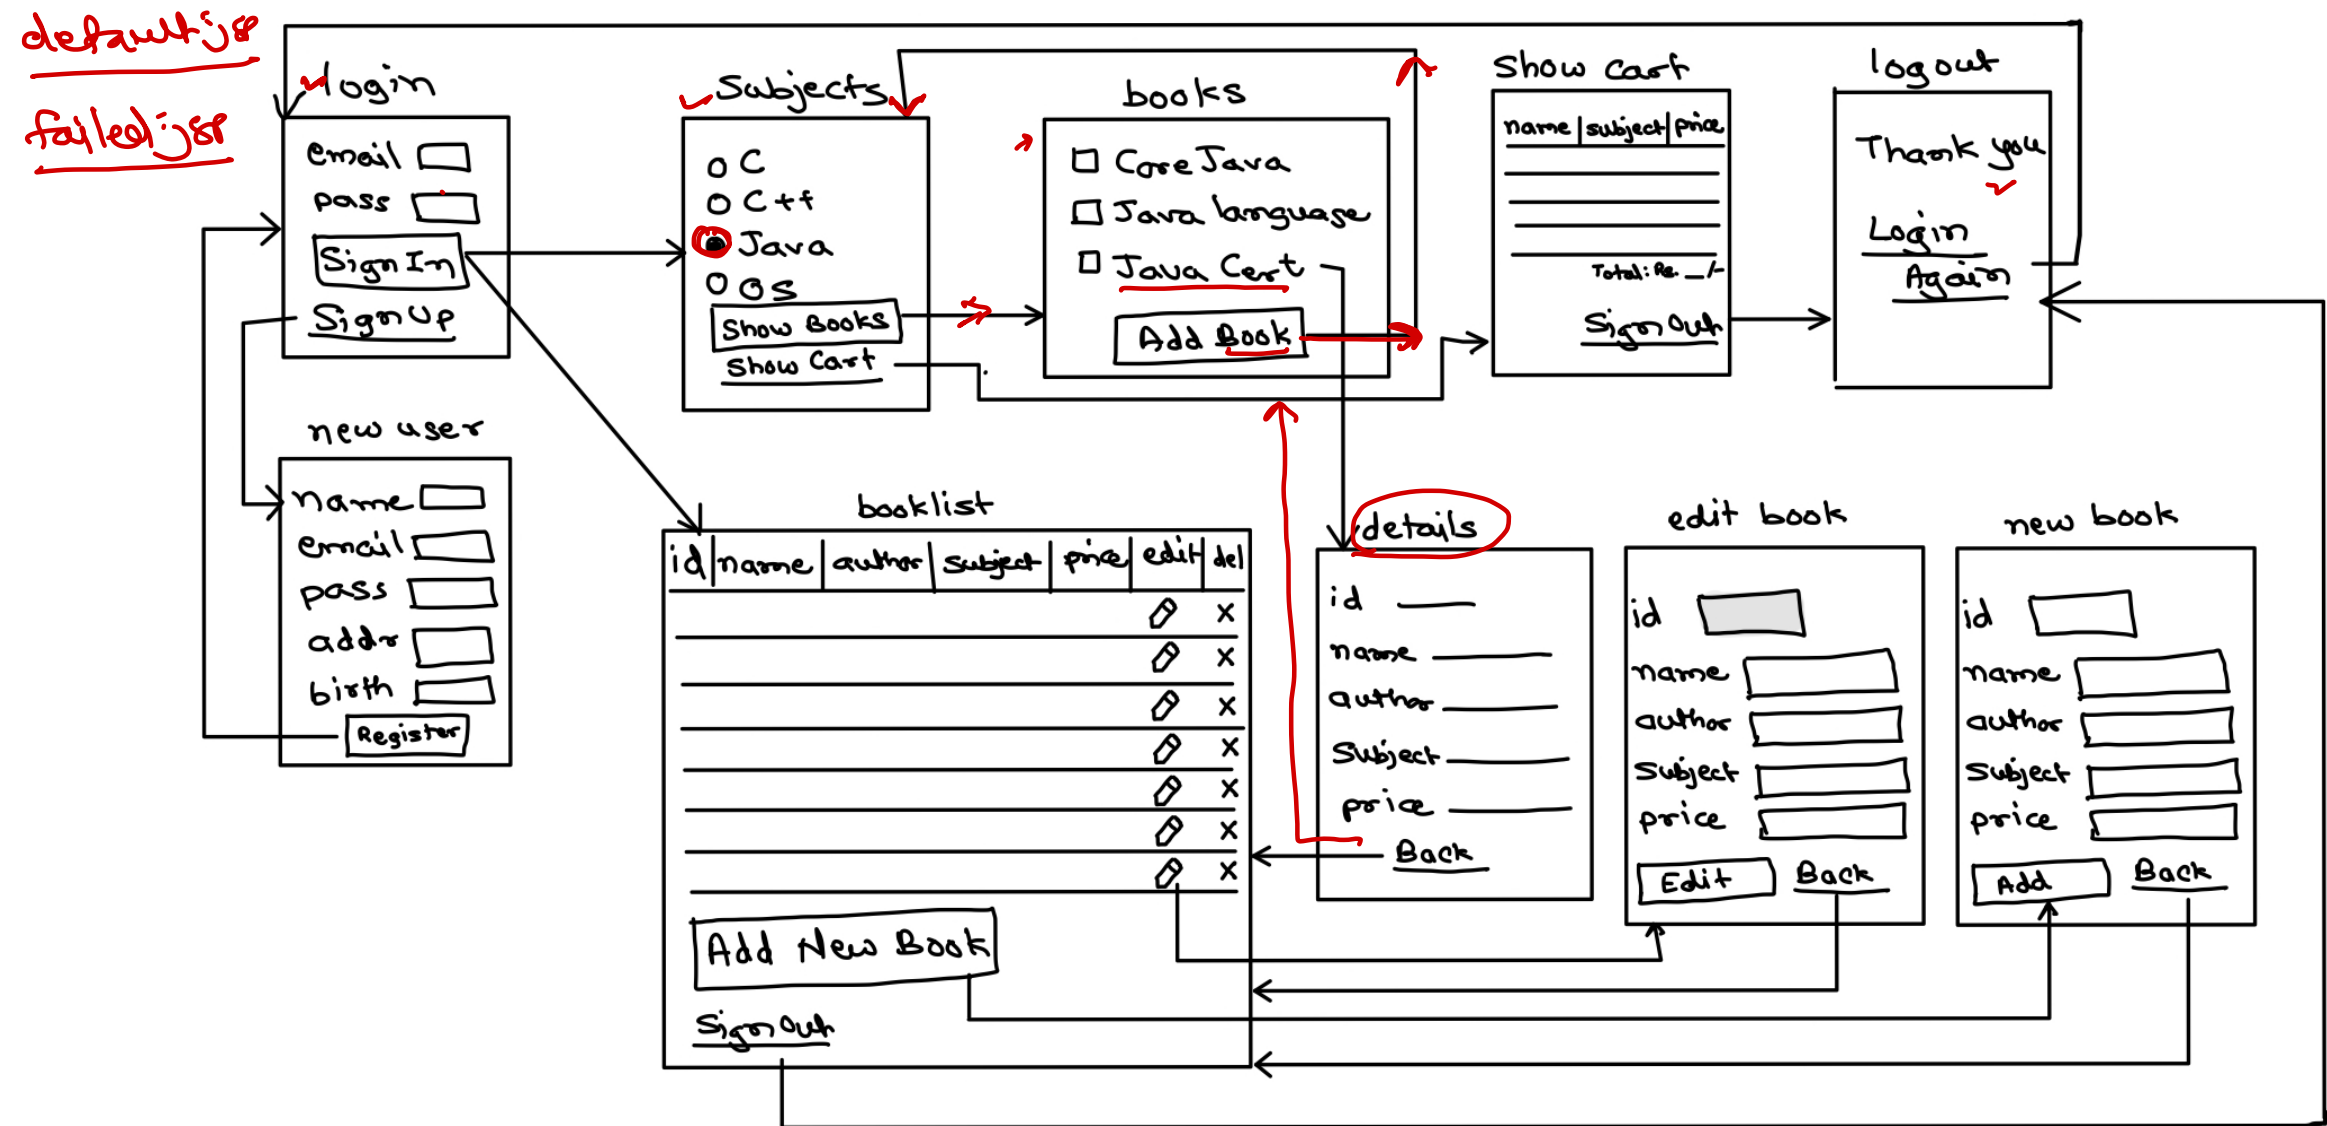 default.jsp
failed.jsp
login
email
pass
Sign In
Sign Up
Subjects
C
C++
Java
OS
Show Books
Show Cart
books
Core Java
Java language
Java Cert
Add Book
Show cart
name | subject | price
Total: Rs. __/-
Sign Out
logout
Thank you
Login
Again
new user
name
email
pass
addr
birth
Register
booklist
id | name | author | subject | price | edit | del
x
x
x
x
x
x
x
Add New Book
Sign Out
details
id
name
author
Subject
price
Back
edit book
id
name
author
Subject
price
Edit Back
new book
id
name
author
Subject
price
Add Back